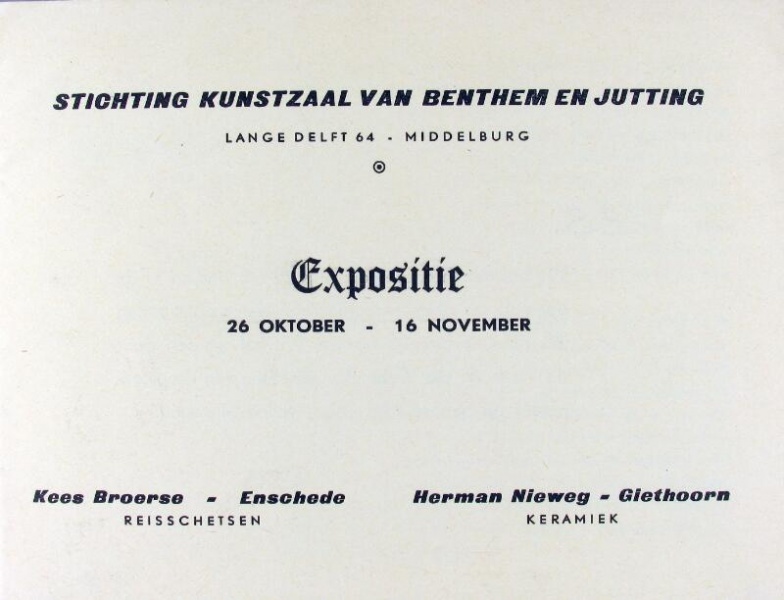 STICHTING KUNSTZAAL VAN BENTHEM EN JUTTING
LANGE DELFT 64 - MIDDELBURG
Expositie
26 OKTOBER - 16 NOVEMBER
Kees Broerse - Enschede
REISSCHETSEN
Herman Nieweg - Giethoorn
KERAMIEK